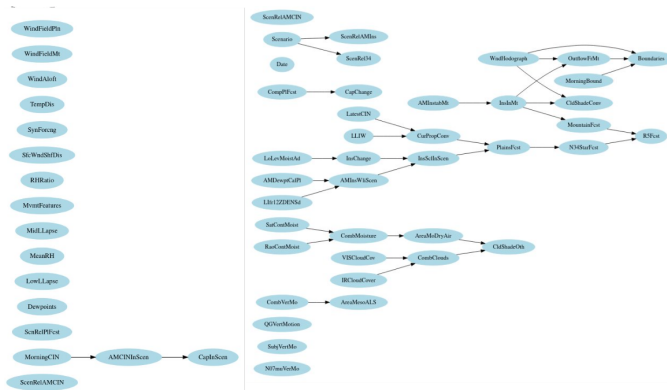 WindFieldPln
WindFieldMt
WindAloft
TempDis
SynForcng
SfcWndShfDis
RHRatio
MvmtFeatures
MidLLapse
MeanRH
LowLLapse
Dewpoints
ScnRelPlFcst
MorningCIN AMCINInScen CapInScen
ScenRelAMCIN
ScenRelAMCIN
Scenario ScenRelAMIns
ScenRel34
Date
CompPlFcst CapChange
WndHodograph OutflowFrMt Boundaries
MorningBound
AMInstabMt InsInMt CldShadeConv
MountainFcst
LatestCIN
LLIW CurPropConv
R5Fcst
PlainsFcst N34StarFcst
LoLevMoistAd InsChange InsSclInScen
AMDewptCalPl AMInsWliScen
LIfr12ZDENSd
SatContMoist
RaoContMoist CombMoisture AreaMoDryAir
CldShadeOth
VISCloudCov CombClouds
IRCloudCover
CombVerMo AreaMesoALS
QGVertMotion
SubjVertMo
N07muVerMo